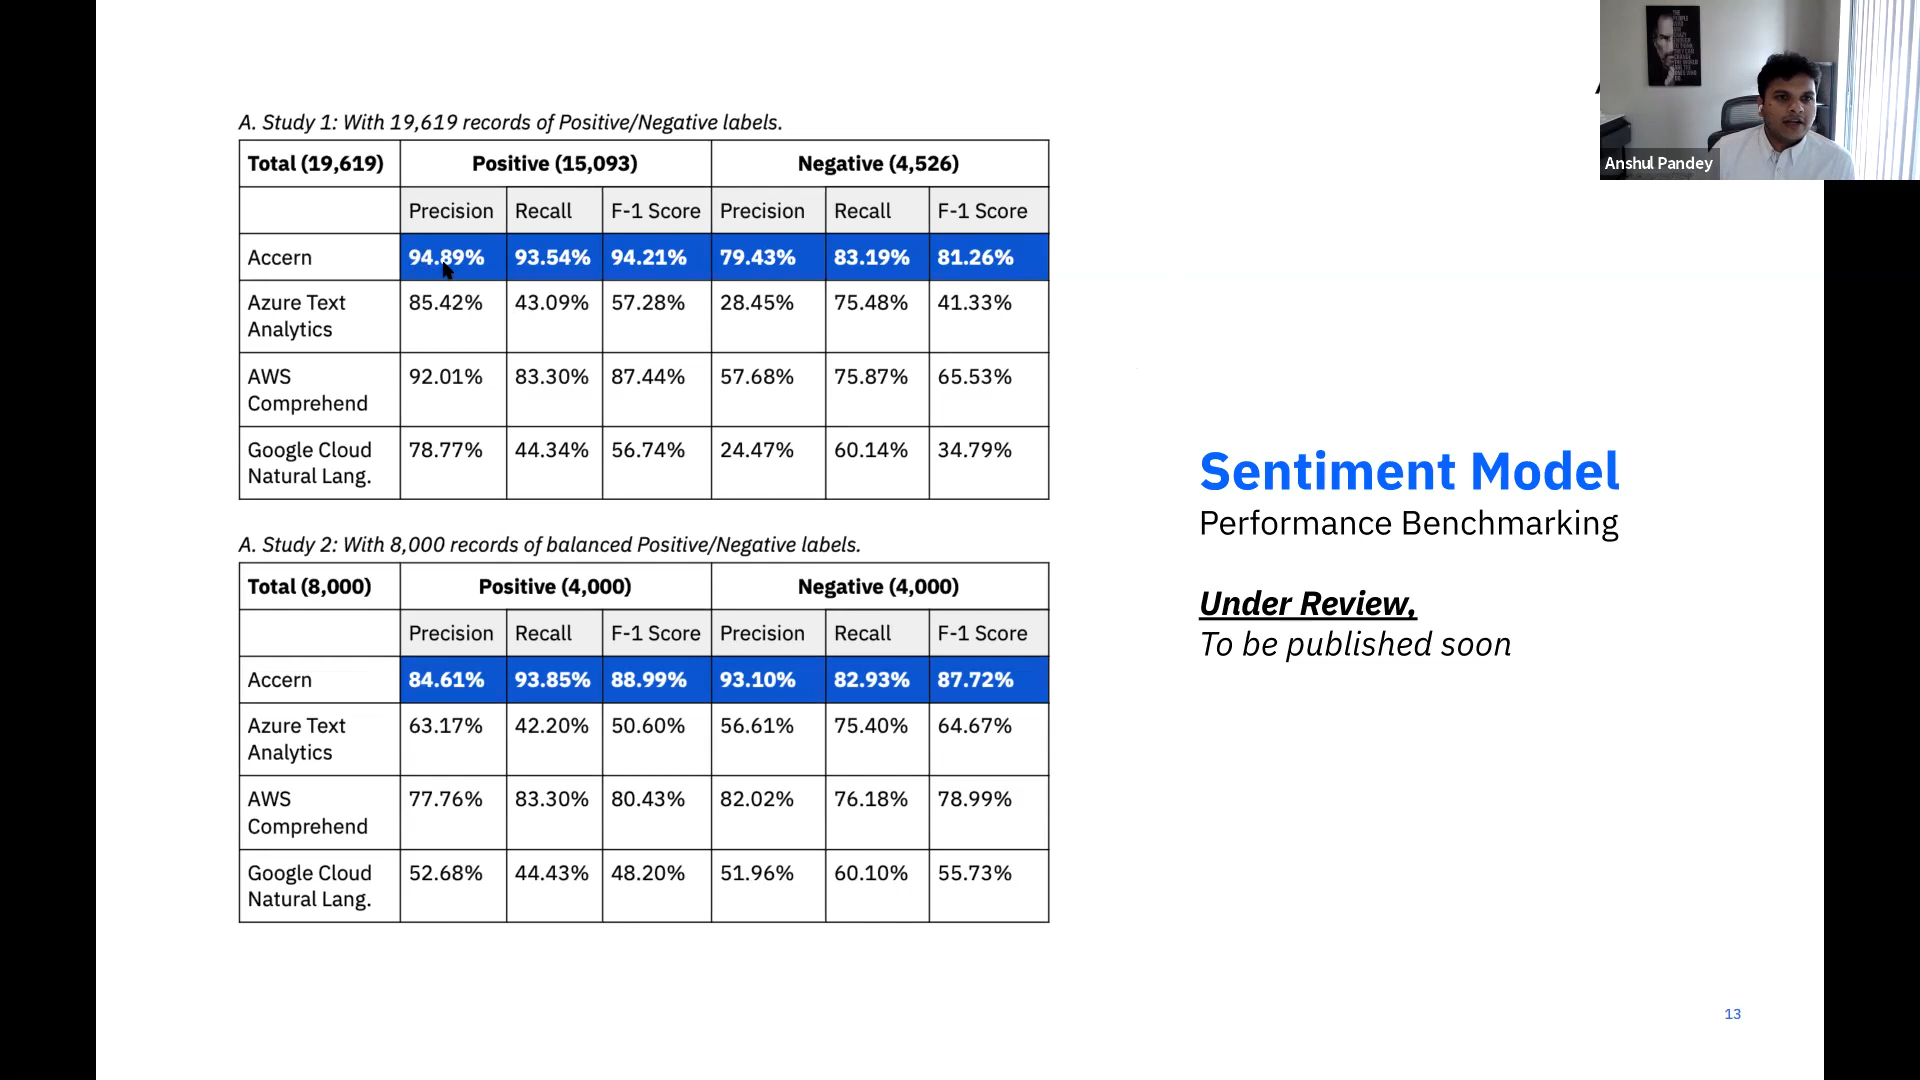 A. Study 1: With 19,619 records of Positive/Negative labels.
Total (19,619) Positive (15,093) Negative (4,526)
Precision Recall F-1 Score Precision Recall F-1 Score
Accern 94.89% 93.54% 94.21% 79.43% 83.19% 81.26%
Azure Text 85.42% 43.09% 57.28% 28.45% 75.48% 41.33%
Analytics
AWS 92.01% 83.30% 87.44% 57.68% 75.87% 65.53%
Comprehend
Google Cloud 78.77% 44.34% 56.74% 24.47% 60.14% 34.79%
Natural Lang.
A. Study 2: With 8,000 records of balanced Positive/Negative labels.
Total (8,000) Positive (4,000) Negative (4,000)
Precision Recall F-1 Score Precision Recall F-1 Score
Accern 84.61% 93.85% 88.99% 93.10% 82.93% 87.72%
Azure Text 63.17% 42.20% 50.60% 56.61% 75.40% 64.67%
Analytics
AWS 77.76% 83.30% 80.43% 82.02% 76.18% 78.99%
Comprehend
Google Cloud 52.68% 44.43% 48.20% 51.96% 60.10% 55.73%
Natural Lang.
Sentiment Model
Performance Benchmarking
Under Review,
To be published soon
Anshul Pandey
13